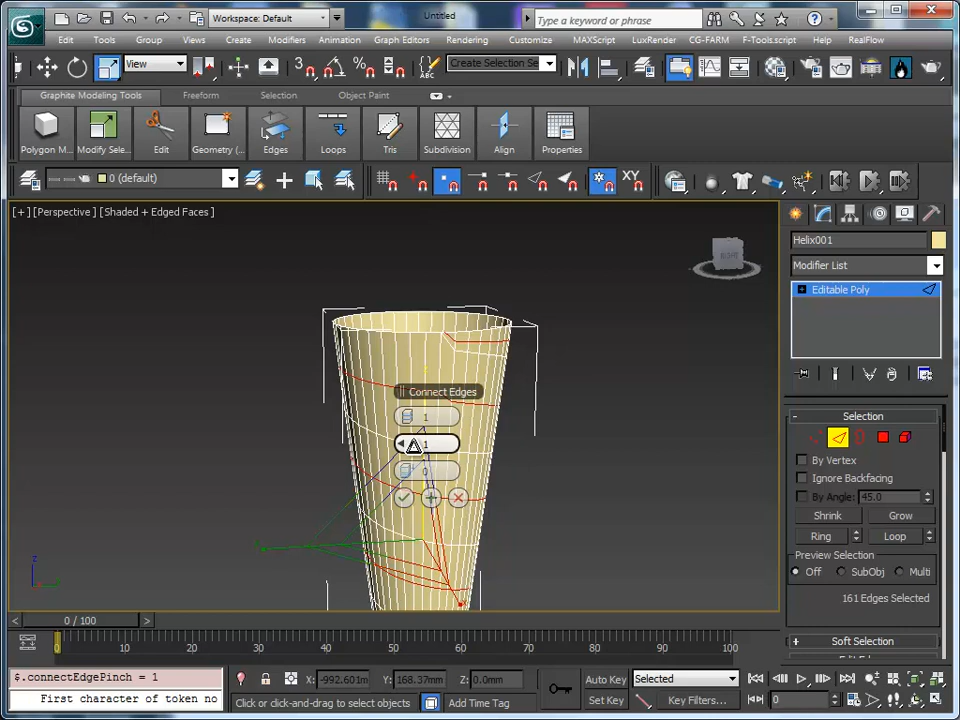 Workspace: Default
Untitled
Type a keyword or phrase
Edit Tools Group Views Create Modifiers Animation Graph Editors Rendering Customize MAXScript Help
LuxRender CG-FARM F-Tools.script RealFlow
View
Create Selection Se
Graphite Modeling Tools Freeform Selection Object Paint
Polygon M... Modify Sele... Edit Geometry (... Edges Loops Tris Subdivision Align Properties
0 (default)
XY
[+] [Perspective] [Shaded + Edged Faces]
Helix001
Modifier List
Editable Poly
Connect Edges
1
1
0
z
Selection
By Vertex
Ignore Backfacing
By Angle: 45.0
Shrink Grow
Ring Loop
Preview Selection
Off SubObj Multi
161 Edges Selected
Soft Selection
0 / 100
0 10 20 30 40 50 60 70 80 90 100
$.connectEdgePinch = 1
First character of token no
X: -992.601m Y: 168.37mm Z: 0.0mm
Click or click-and-drag to select objects
Add Time Tag
Auto Key Selected
Set Key Key Filters...
0